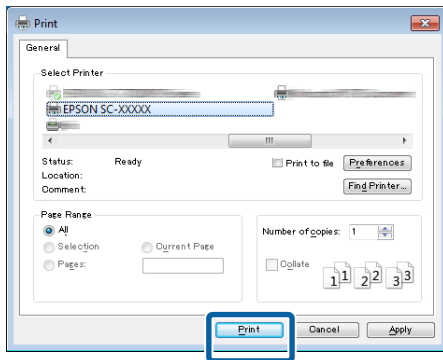 Print
General
Select Printer
EPSON SC-XXXXX
Status: Ready
Print to file Preferences
Location:
Comment:
Find Printer...
Page Range
All
Selection Current Page
Pages:
Number of copies: 1
Collate
1 1 2 2 3 3
Print Cancel Apply